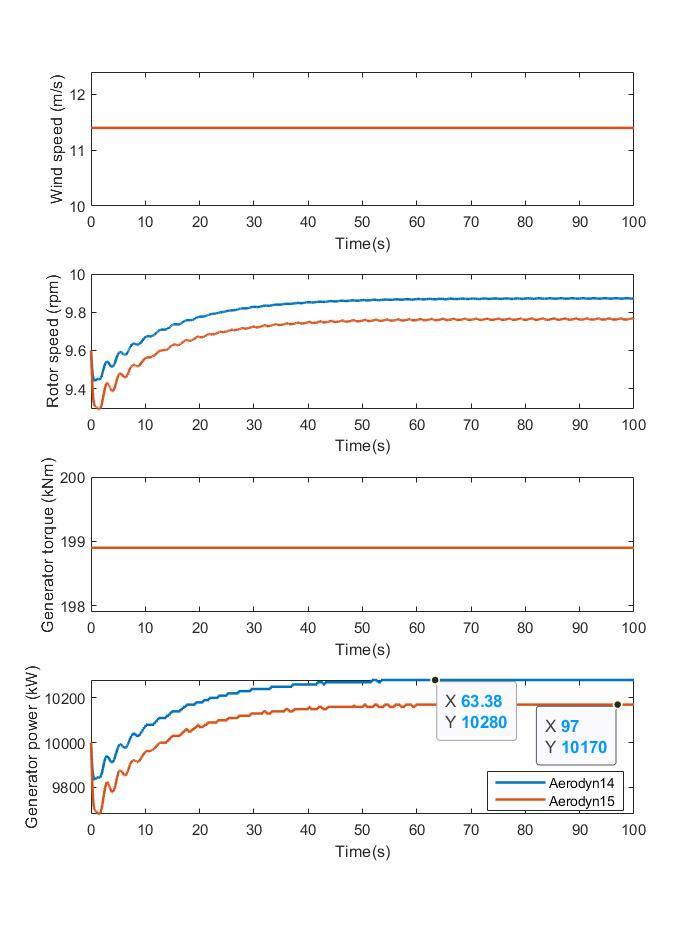 Wind speed (m/s)
12
11
10
0 10 20 30 40 50 60 70 80 90 100
Time(s)
Rotor speed (rpm)
10
9.8
9.6
9.4
0 10 20 30 40 50 60 70 80 90 100
Time(s)
Generator torque (kNm)
200
199
198
0 10 20 30 40 50 60 70 80 90 100
Time(s)
Generator power (kW)
10200
10000
9800
X 63.38
Y 10280
X 97
Y 10170
Aerodyn14
Aerodyn15
0 10 20 30 40 50 60 70 80 90 100
Time(s)